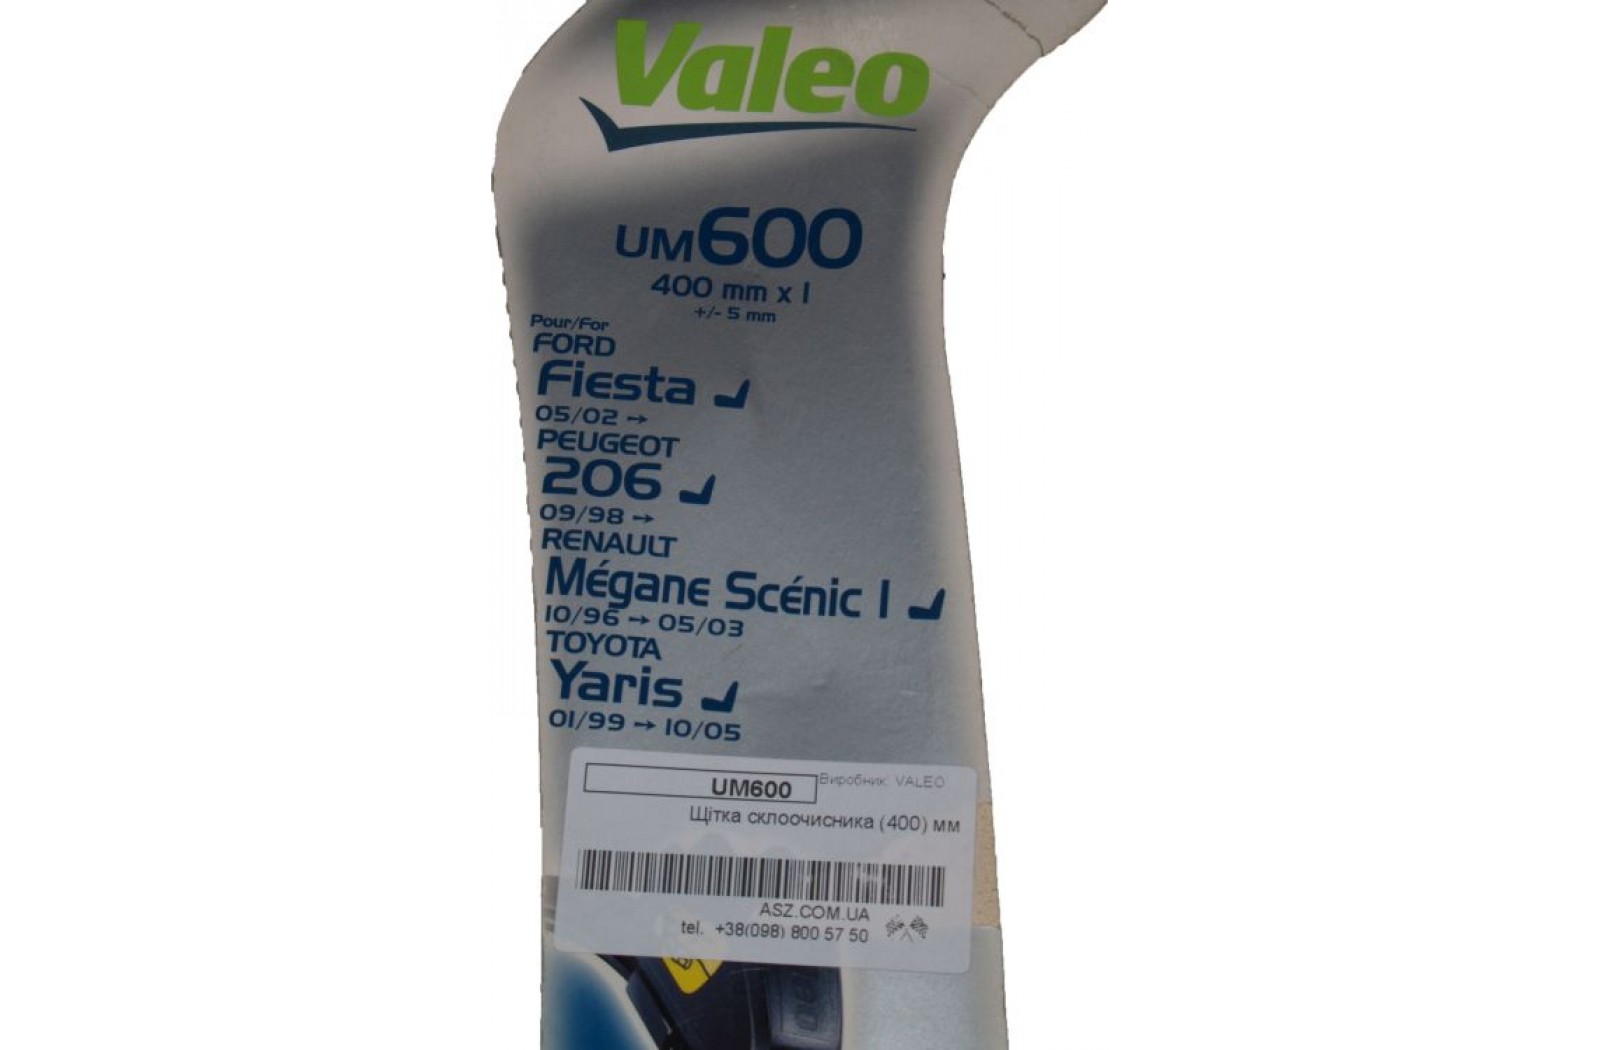 Valeo
UM600
400 mm x 1
+/- 5 mm
Pour/For
FORD
Fiesta
05/02 →
PEUGEOT
206
09/98 →
RENAULT
Mégane Scénic I
10/96 → 05/03
TOYOTA
Yaris
01/99 → 10/05
UM600 Виробник: VALEO
Щітка склоочисника (400) мм
ASZ.COM.UA
tel. +38(098) 800 57 50